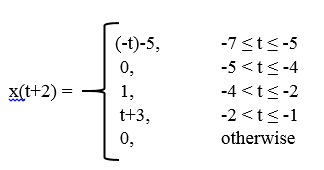 (-t)-5, -7 ≤ t ≤ -5
0, -5 < t ≤ -4
x(t+2) = 1, -4 < t ≤ -2
t+3, -2 < t ≤ -1
0, otherwise